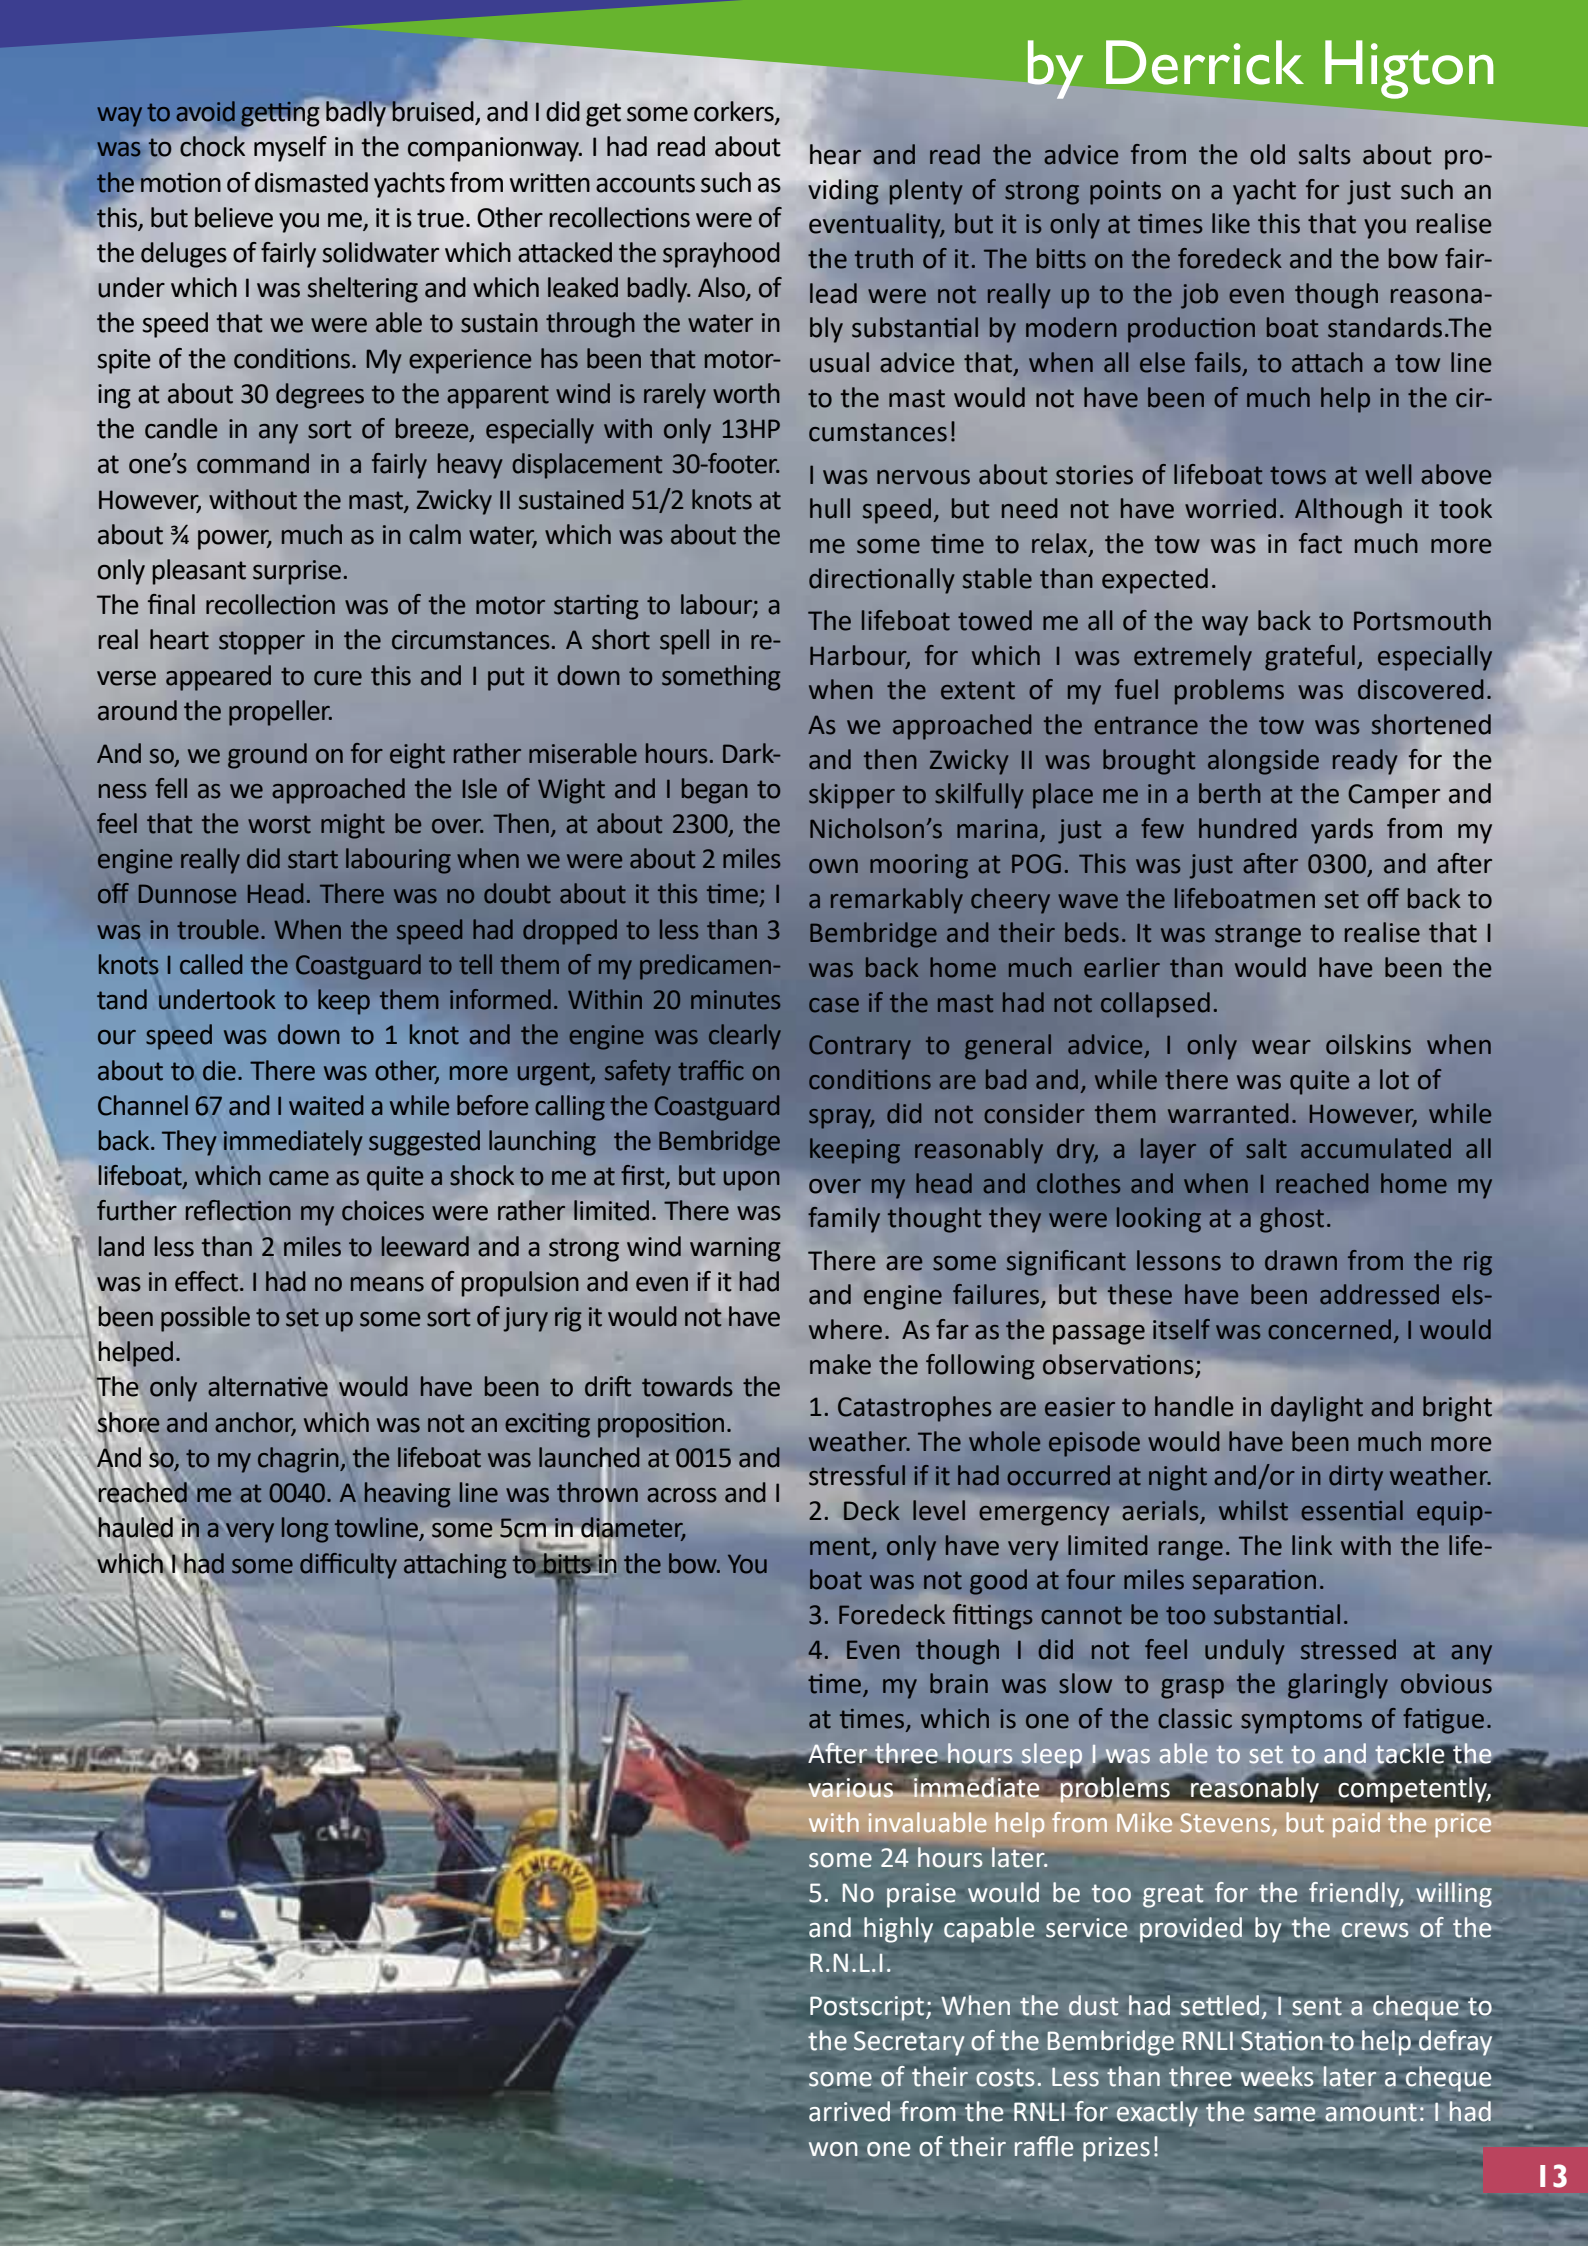 by Derrick Higton
way to avoid getting badly bruised, and I did get some corkers,
was to chock myself in the companionway. I had read about
the motion of dismasted yachts from written accounts such as
this, but believe you me, it is true. Other recollections were of
the deluges of fairly solidwater which attacked the sprayhood
under which I was sheltering and which leaked badly. Also, of
the speed that we were able to sustain through the water in
spite of the conditions. My experience has been that motor-
ing at about 30 degrees to the apparent wind is rarely worth
the candle in any sort of breeze, especially with only 13HP
at one’s command in a fairly heavy displacement 30-footer.
However, without the mast, Zwicky II sustained 51/2 knots at
about ¾ power, much as in calm water, which was about the
only pleasant surprise.
The final recollection was of the motor starting to labour; a
real heart stopper in the circumstances. A short spell in re-
verse appeared to cure this and I put it down to something
around the propeller.
And so, we ground on for eight rather miserable hours. Dark-
ness fell as we approached the Isle of Wight and I began to
feel that the worst might be over. Then, at about 2300, the
engine really did start labouring when we were about 2 miles
off Dunnose Head. There was no doubt about it this time; I
was in trouble. When the speed had dropped to less than 3
knots I called the Coastguard to tell them of my predicamen-
tand undertook to keep them informed. Within 20 minutes
our speed was down to 1 knot and the engine was clearly
about to die. There was other, more urgent, safety traffic on
Channel 67 and I waited a while before calling the Coastguard
back. They immediately suggested launching the Bembridge
lifeboat, which came as quite a shock to me at first, but upon
further reflection my choices were rather limited. There was
land less than 2 miles to leeward and a strong wind warning
was in effect. I had no means of propulsion and even if it had
been possible to set up some sort of jury rig it would not have
helped.
The only alternative would have been to drift towards the
shore and anchor, which was not an exciting proposition.
And so, to my chagrin, the lifeboat was launched at 0015 and
reached me at 0040. A heaving line was thrown across and I
hauled in a very long towline, some 5cm in diameter,
which I had some difficulty attaching to bitts in the bow. You
hear and read the advice from the old salts about pro-
viding plenty of strong points on a yacht for just such an
eventuality, but it is only at times like this that you realise
the truth of it. The bitts on the foredeck and the bow fair-
lead were not really up to the job even though reasona-
bly substantial by modern production boat standards.The
usual advice that, when all else fails, to attach a tow line
to the mast would not have been of much help in the cir-
cumstances!
I was nervous about stories of lifeboat tows at well above
hull speed, but need not have worried. Although it took
me some time to relax, the tow was in fact much more
directionally stable than expected.
The lifeboat towed me all of the way back to Portsmouth
Harbour, for which I was extremely grateful, especially
when the extent of my fuel problems was discovered.
As we approached the entrance the tow was shortened
and then Zwicky II was brought alongside ready for the
skipper to skilfully place me in a berth at the Camper and
Nicholson’s marina, just a few hundred yards from my
own mooring at POG. This was just after 0300, and after
a remarkably cheery wave the lifeboatmen set off back to
Bembridge and their beds. It was strange to realise that I
was back home much earlier than would have been the
case if the mast had not collapsed.
Contrary to general advice, I only wear oilskins when
conditions are bad and, while there was quite a lot of
spray, did not consider them warranted. However, while
keeping reasonably dry, a layer of salt accumulated all
over my head and clothes and when I reached home my
family thought they were looking at a ghost.
There are some significant lessons to drawn from the rig
and engine failures, but these have been addressed els-
where. As far as the passage itself was concerned, I would
make the following observations;
1. Catastrophes are easier to handle in daylight and bright
weather. The whole episode would have been much more
stressful if it had occurred at night and/or in dirty weather.
2. Deck level emergency aerials, whilst essential equip-
ment, only have very limited range. The link with the life-
boat was not good at four miles separation.
3. Foredeck fittings cannot be too substantial.
4. Even though I did not feel unduly stressed at any
time, my brain was slow to grasp the glaringly obvious
at times, which is one of the classic symptoms of fatigue.
After three hours sleep I was able to set to and tackle the
various immediate problems reasonably competently,
with invaluable help from Mike Stevens, but paid the price
some 24 hours later.
5. No praise would be too great for the friendly, willing
and highly capable service provided by the crews of the
R.N.L.I.
Postscript; When the dust had settled, I sent a cheque to
the Secretary of the Bembridge RNLI Station to help defray
some of their costs. Less than three weeks later a cheque
arrived from the RNLI for exactly the same amount: I had
won one of their raffle prizes!
ZWICKY II
13